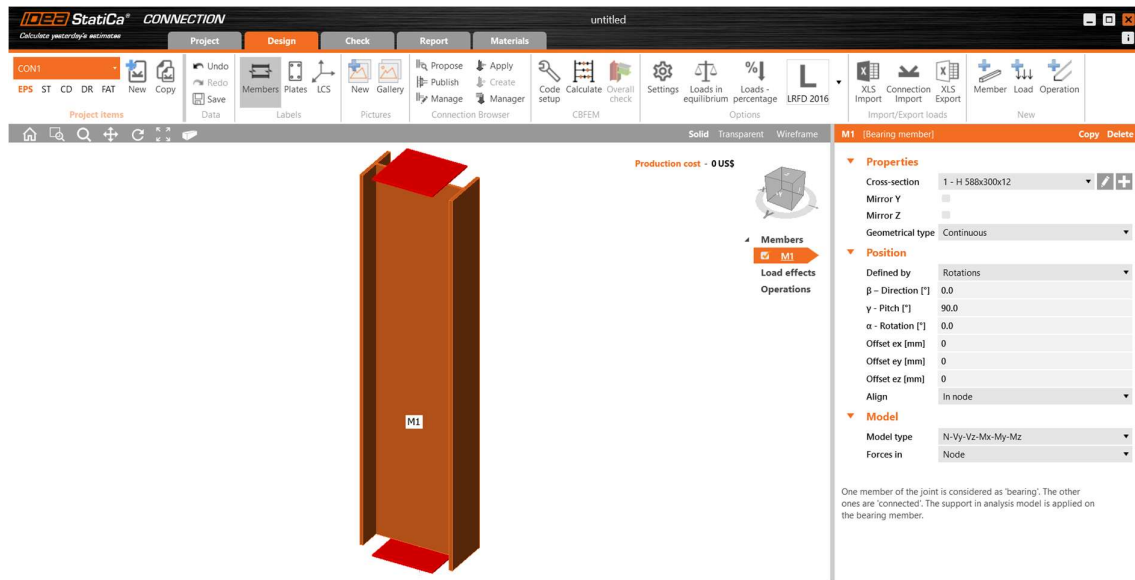 IDEA StatiCa® CONNECTION
Calculate yesterday's estimates
untitled
Project Design Check Report Materials
CON1
EPS ST CD DR FAT
New Copy
Project items
Undo
Redo
Save
Data
Members Plates LCS
Labels
New Gallery
Pictures
Propose Apply
Publish Create
Manage Manager
Connection Browser
Code setup Calculate Overall check
CBFEM
Settings Loads in equilibrium Loads - percentage LRFD 2016
Options
XLS Import Connection Import XLS Export
Import/Export loads
Member Load Operation
New
Solid Transparent Wireframe
Production cost - 0 US$
Members
M1
Load effects
Operations
M1
M1 [Bearing member] Copy Delete
Properties
Cross-section 1 - H 588x300x12
Mirror Y
Mirror Z
Geometrical type Continuous
Position
Defined by Rotations
β – Direction [°] 0.0
γ - Pitch [°] 90.0
α - Rotation [°] 0.0
Offset ex [mm] 0
Offset ey [mm] 0
Offset ez [mm] 0
Align In node
Model
Model type N-Vy-Vz-Mx-My-Mz
Forces in Node
One member of the joint is considered as 'bearing'. The other
ones are 'connected'. The support in analysis model is applied on
the bearing member.